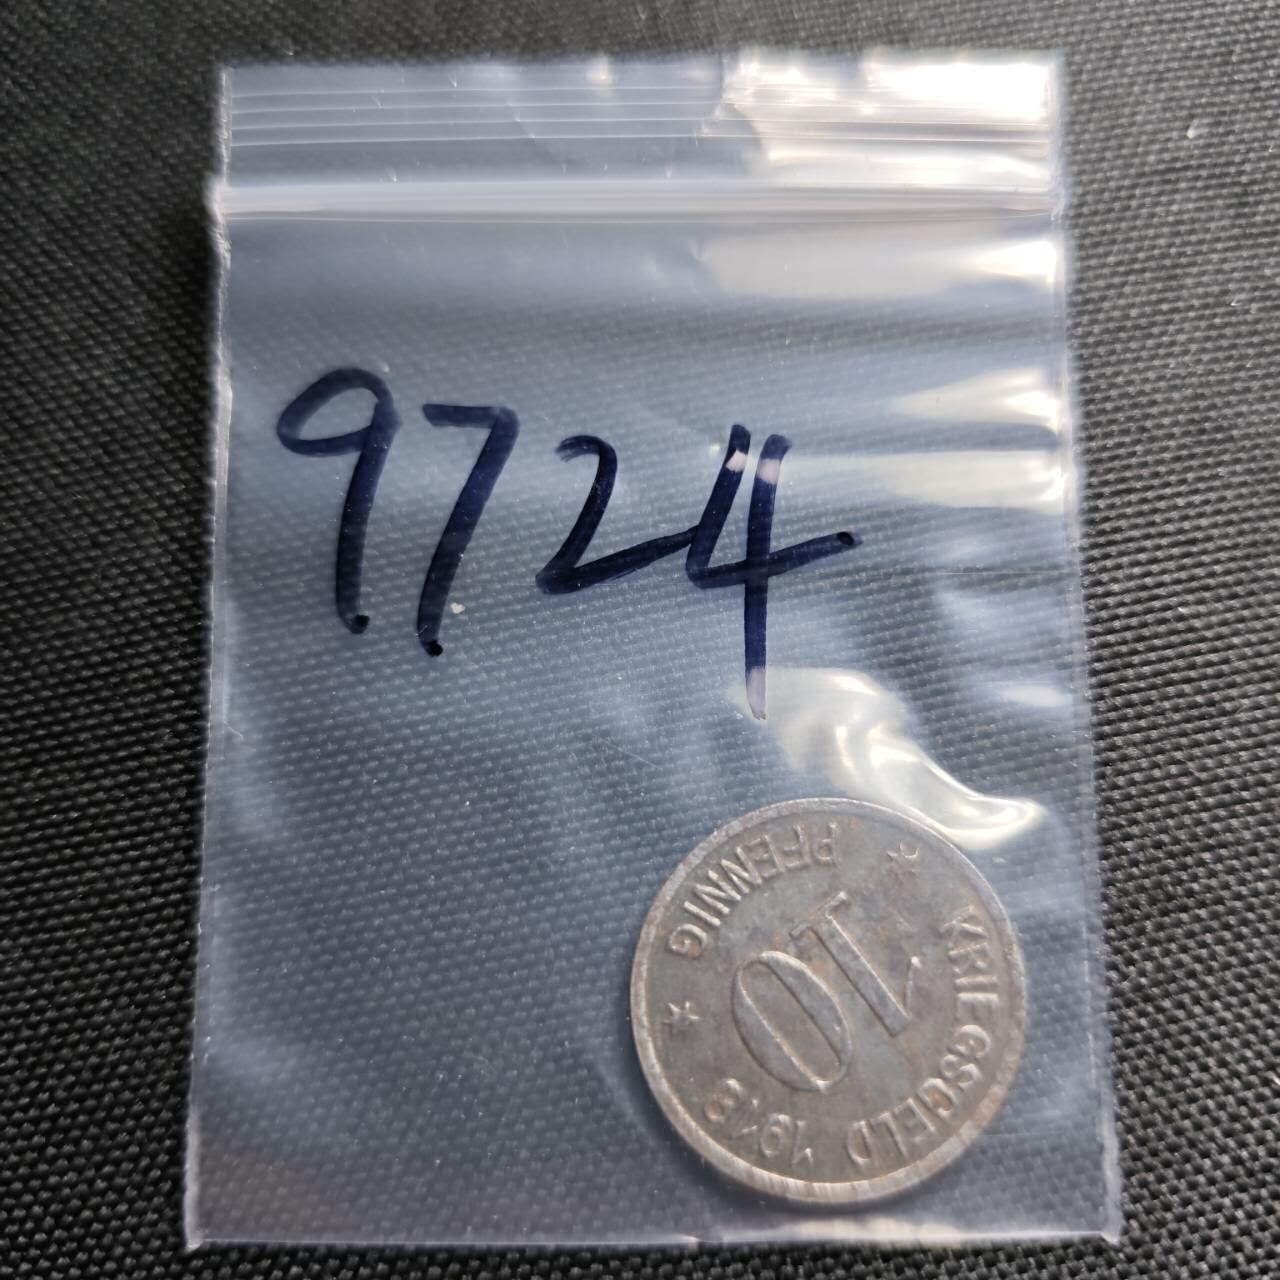 9724
KRIEGSGELD 1918
10
PFENNIG